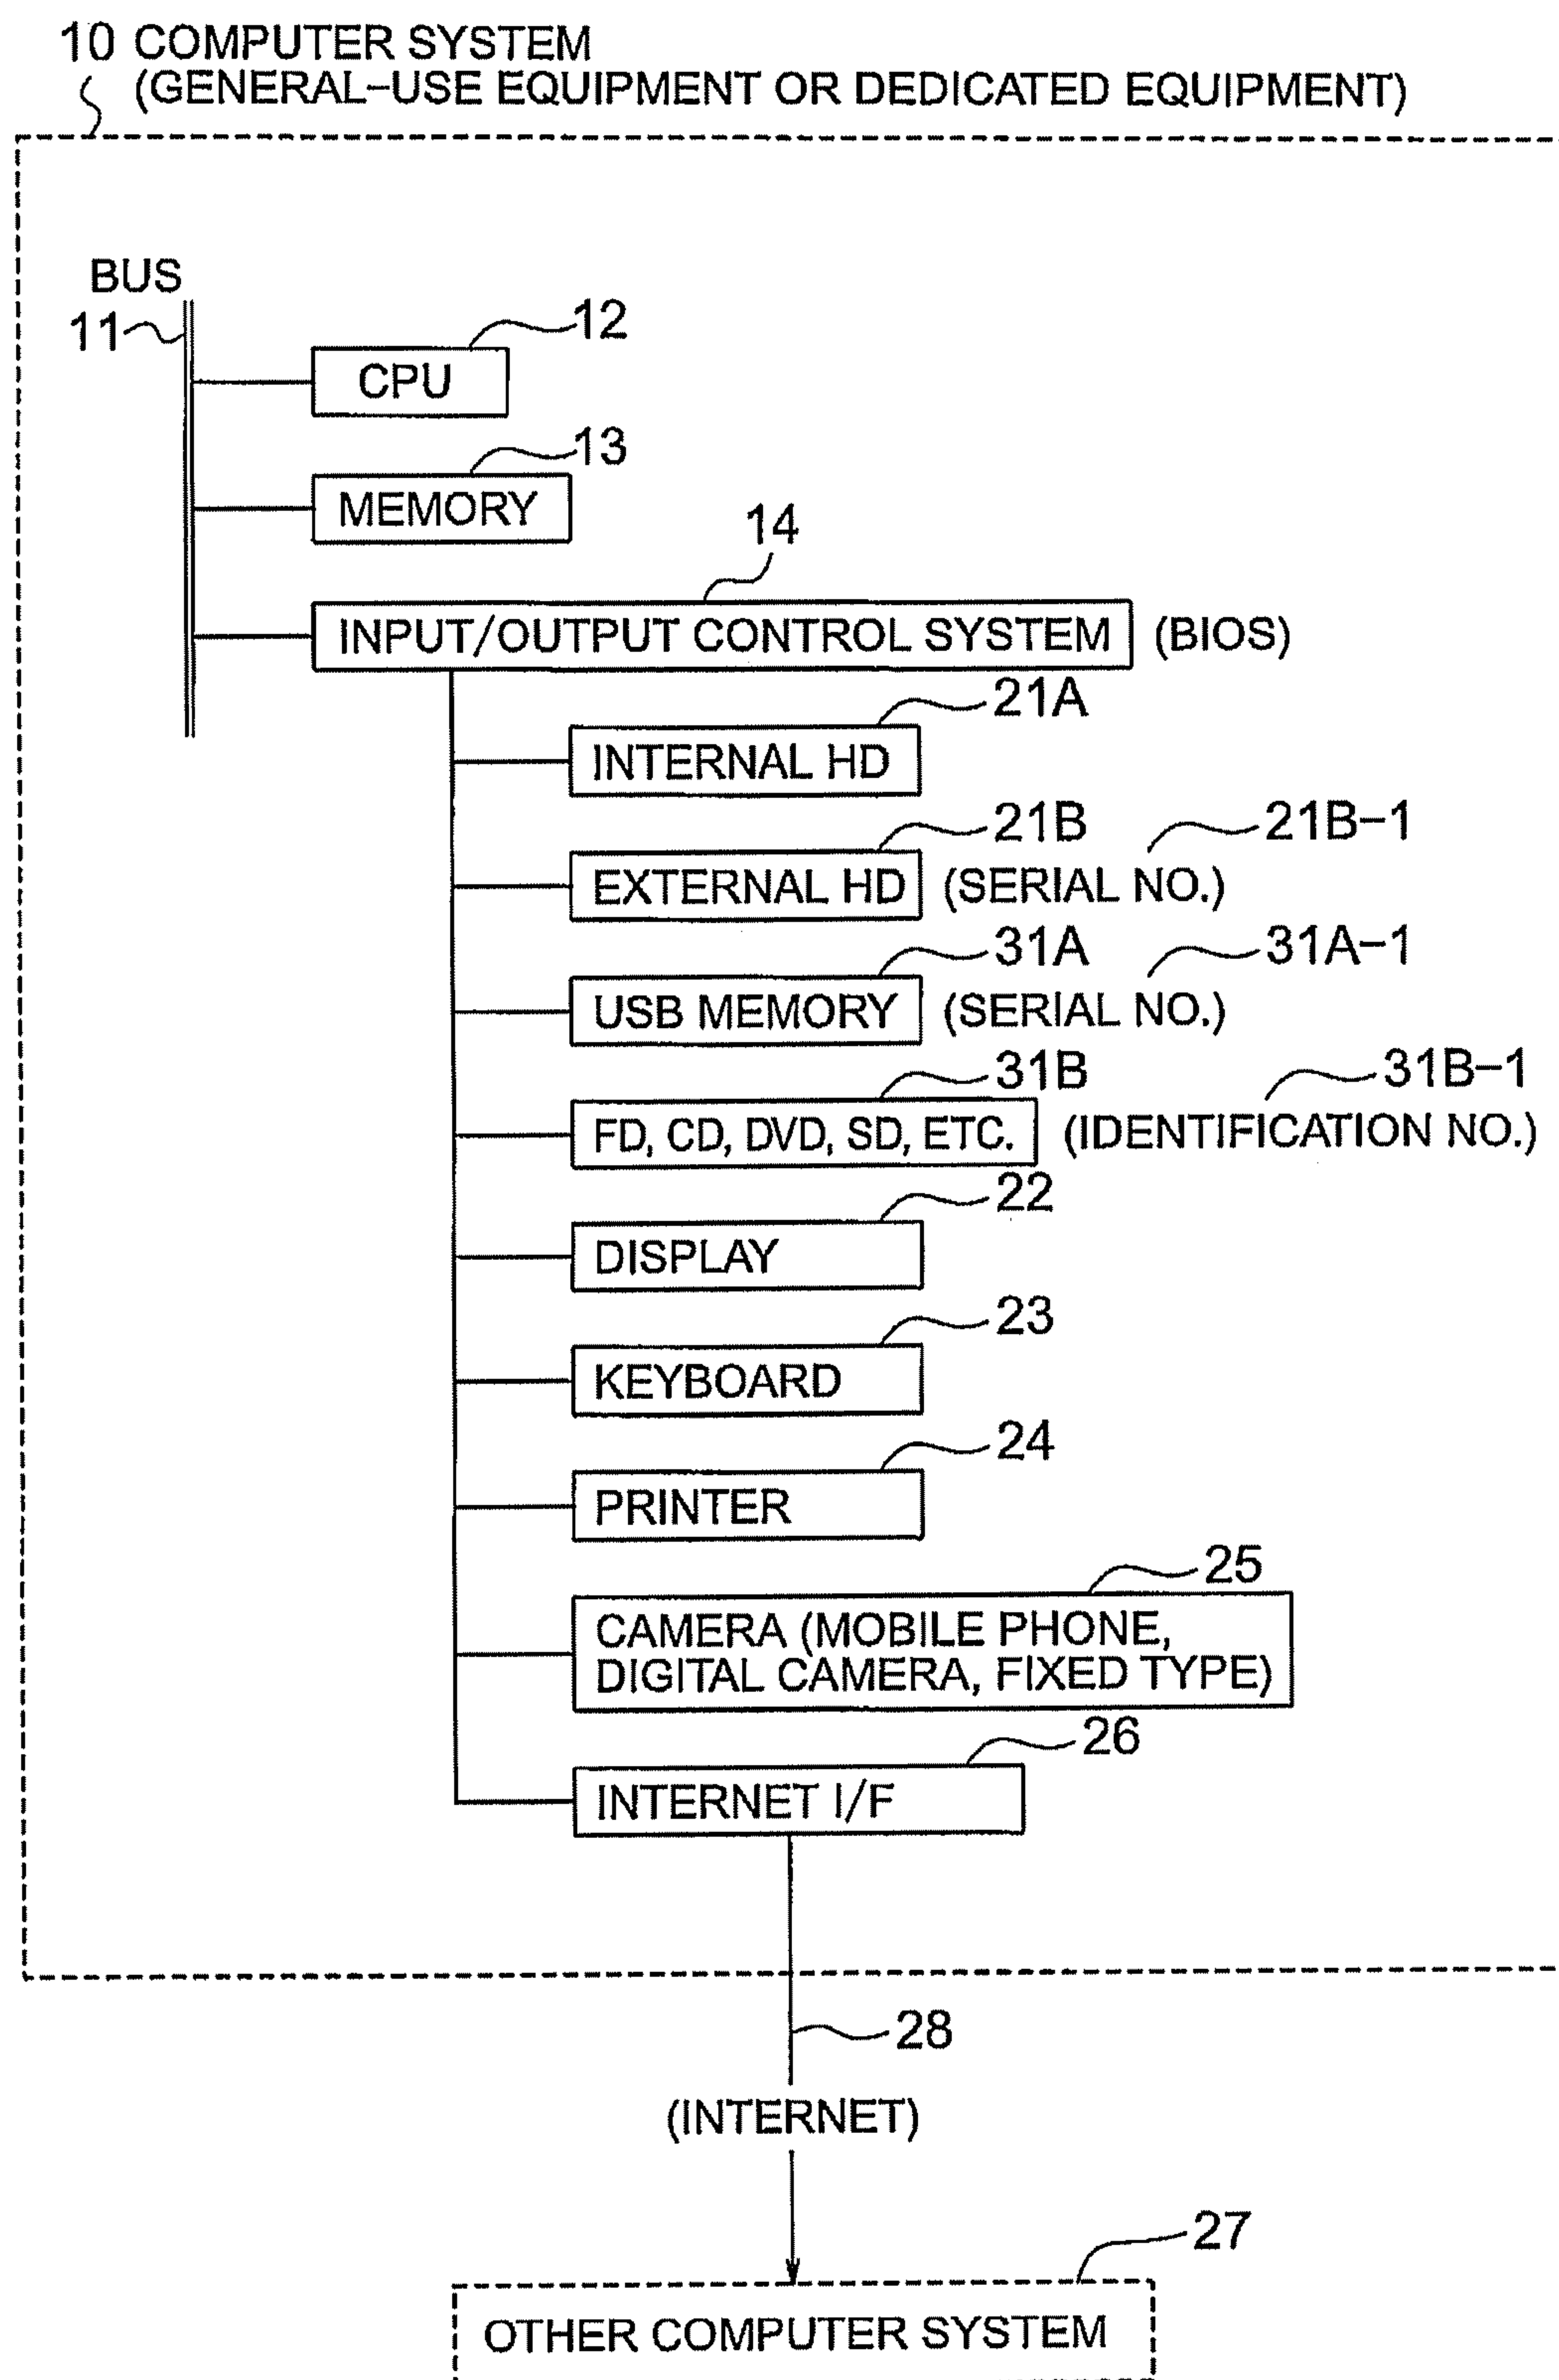 10 COMPUTER SYSTEM
(GENERAL-USE EQUIPMENT OR DEDICATED EQUIPMENT)
BUS
11
12
CPU
13
MEMORY
14
INPUT/OUTPUT CONTROL SYSTEM (BIOS)
21A
INTERNAL HD
21B 21B-1
EXTERNAL HD (SERIAL NO.)
31A 31A-1
USB MEMORY (SERIAL NO.)
31B 31B-1
FD, CD, DVD, SD, ETC. (IDENTIFICATION NO.)
22
DISPLAY
23
KEYBOARD
24
PRINTER
25
CAMERA (MOBILE PHONE,
DIGITAL CAMERA, FIXED TYPE)
26
INTERNET I/F
28
(INTERNET)
27
OTHER COMPUTER SYSTEM